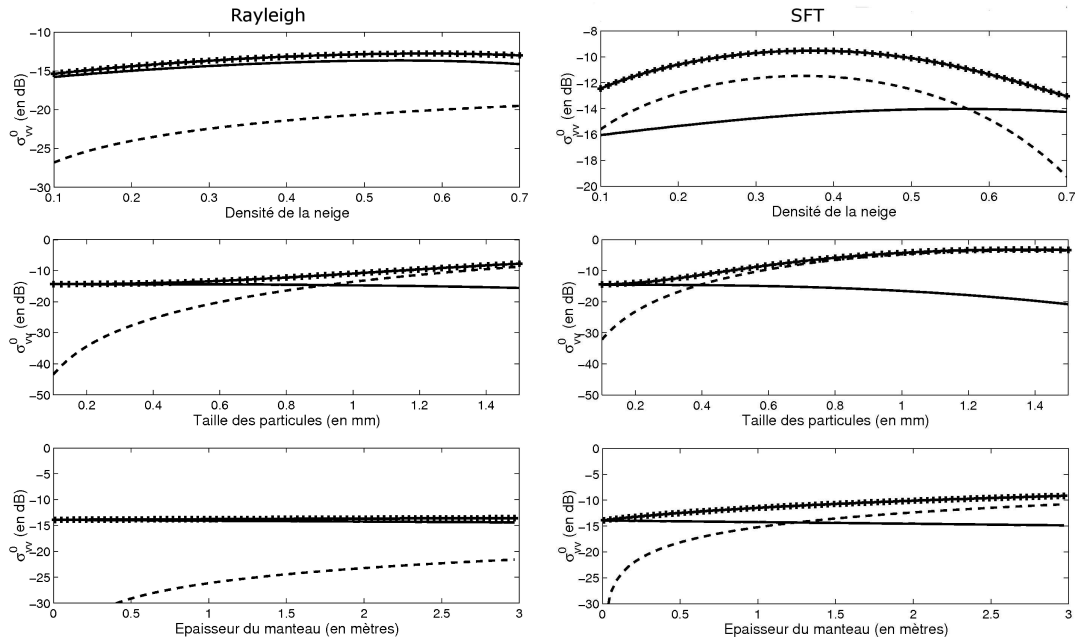 Rayleigh
SFT
−10
−15
−20
−25
−30
σ⁰vv (en dB)
0.1 0.2 0.3 0.4 0.5 0.6 0.7
Densité de la neige
−8
−10
−12
−14
−16
−18
−20
σ⁰vv (en dB)
0.1 0.2 0.3 0.4 0.5 0.6 0.7
Densité de la neige
0
−10
−20
−30
−40
−50
σ⁰vv (en dB)
0.2 0.4 0.6 0.8 1 1.2 1.4
Taille des particules (en mm)
0
−10
−20
−30
−40
−50
σ⁰vv (en dB)
0.2 0.4 0.6 0.8 1 1.2 1.4
Taille des particules (en mm)
0
−5
−10
−15
−20
−25
−30
σ⁰vv (en dB)
0 0.5 1 1.5 2 2.5 3
Epaisseur du manteau (en mètres)
0
−5
−10
−15
−20
−25
−30
σ⁰vv (en dB)
0 0.5 1 1.5 2 2.5 3
Epaisseur du manteau (en mètres)